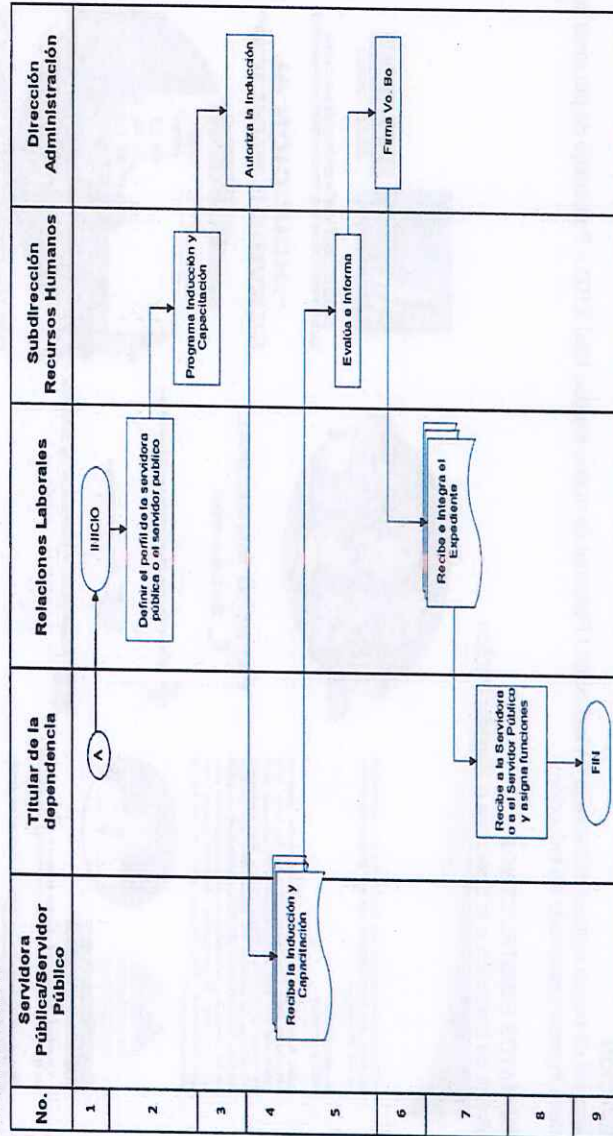 No.
Servidora
Pública/Servidor
Público
Titular de la
dependencia
Relaciones Laborales
Subdirección
Recursos Humanos
Dirección
Administración
1
A
INICIO
2
Definir el perfil de la servidora
pública o el servidor publico
Programa Inducción y
Capacitación
3
Autoriza la Inducción
4
Recibe la Inducción y
Capacitación
5
Evalúa e Informa
6
Firma Vo. Bo
7
Recibe e Integra el
Expediente
8
Recibe a la Servidora
o a el Servidor Público
y asigna funciones
9
FIN